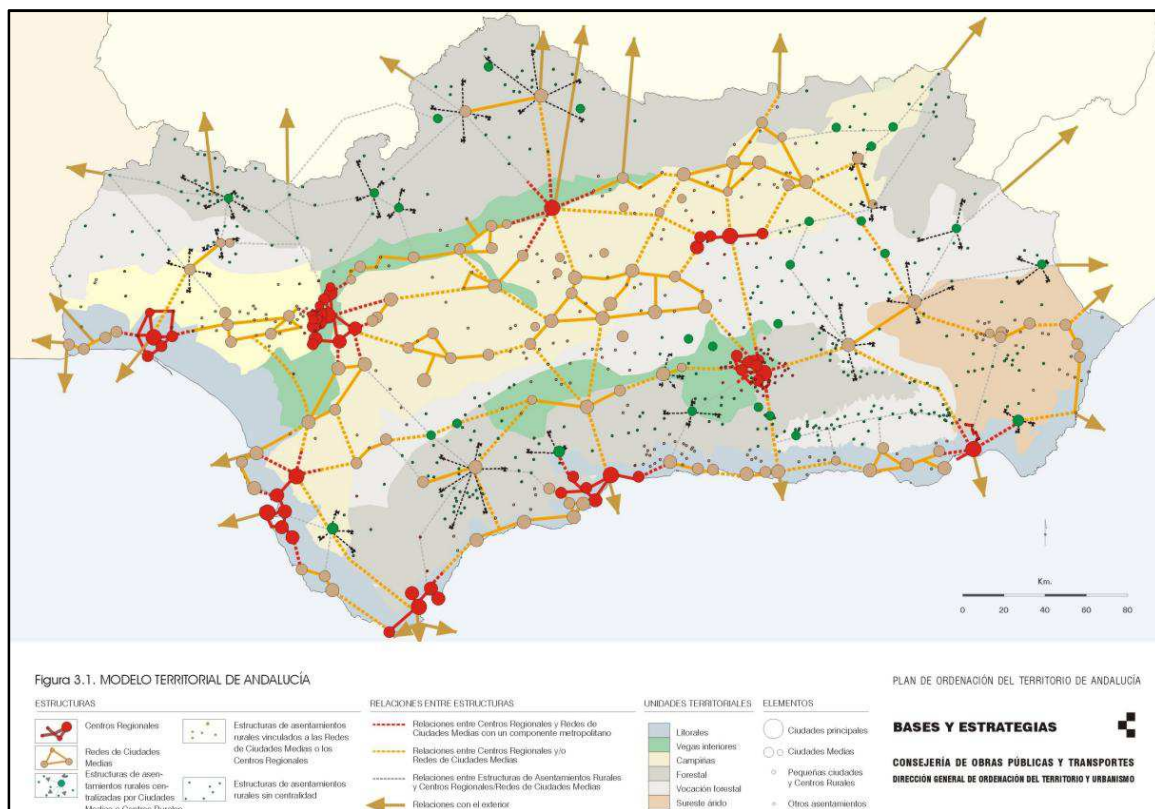 Km.
0 20 40 60 80
Figura 3.1. MODELO TERRITORIAL DE ANDALUCÍA
ESTRUCTURAS
Centros Regionales
Redes de Ciudades
Medias
Estructuras de asen-
tamientos rurales cen-
tralizadas por Ciudades
Medias o Centros Rurales
Estructuras de asentamientos
rurales vinculados a las Redes
de Ciudades Medias o los
Centros Regionales
Estructuras de asentamientos
rurales sin centralidad
RELACIONES ENTRE ESTRUCTURAS
Relaciones entre Centros Regionales y Redes de
Ciudades Medias con un componente metropolitano
Relaciones entre Centros Regionales y/o
Redes de Ciudades Medias
Relaciones entre Estructuras de Asentamientos Rurales
y Centros Regionales/Redes de Ciudades Medias
Relaciones con el exterior
UNIDADES TERRITORIALES
Litorales
Vegas interiores
Campiñas
Forestal
Vocación forestal
Sureste árido
ELEMENTOS
Ciudades principales
Ciudades Medias
Pequeñas ciudades
y Centros Rurales
Otros asentamientos
PLAN DE ORDENACIÓN DEL TERRITORIO DE ANDALUCÍA
BASES Y ESTRATEGIAS
CONSEJERÍA DE OBRAS PÚBLICAS Y TRANSPORTES
DIRECCIÓN GENERAL DE ORDENACIÓN DEL TERRITORIO Y URBANISMO